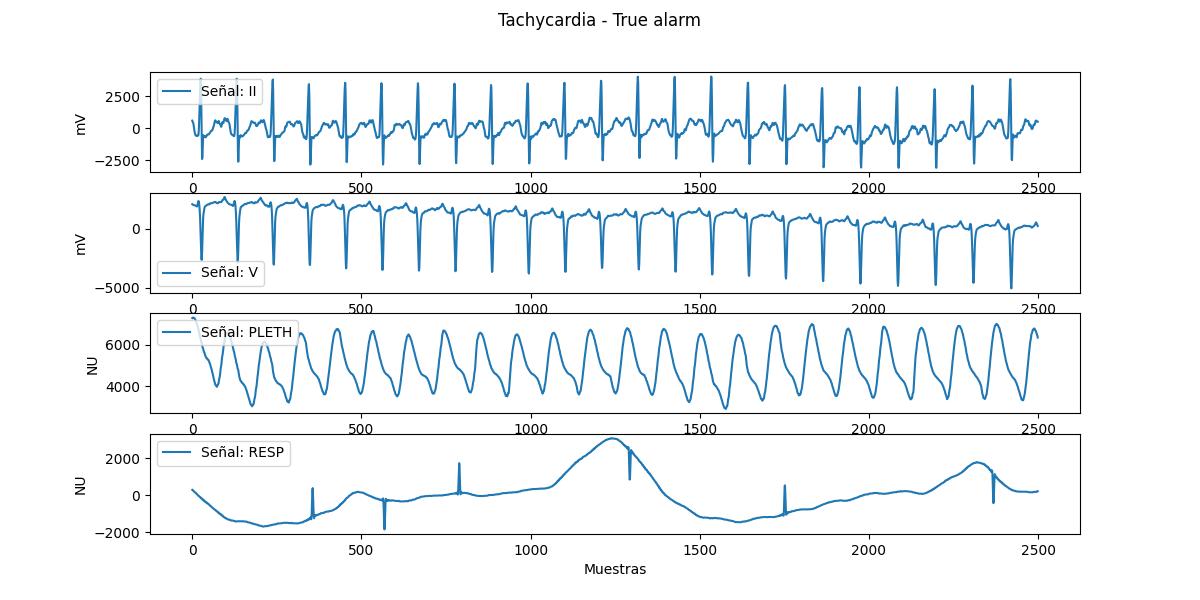 Tachycardia - True alarm
Señal: II
2500
0
−2500
mV
0 500 1000 1500 2000 2500
0
−5000
mV
Señal: V
0 500 1000 1500 2000 2500
Señal: PLETH
6000
4000
NU
0 500 1000 1500 2000 2500
Señal: RESP
2000
0
−2000
NU
0 500 1000 1500 2000 2500
Muestras